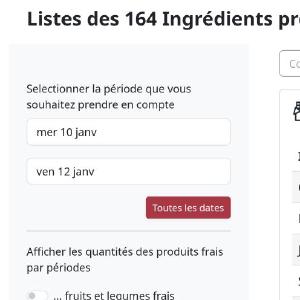 Listes des 164 Ingrédients pr
Selectionner la période que vous
souhaitez prendre en compte
mer 10 janv
ven 12 janv
Toutes les dates
Afficher les quantités des produits frais
par périodes
... fruits et legumes frais